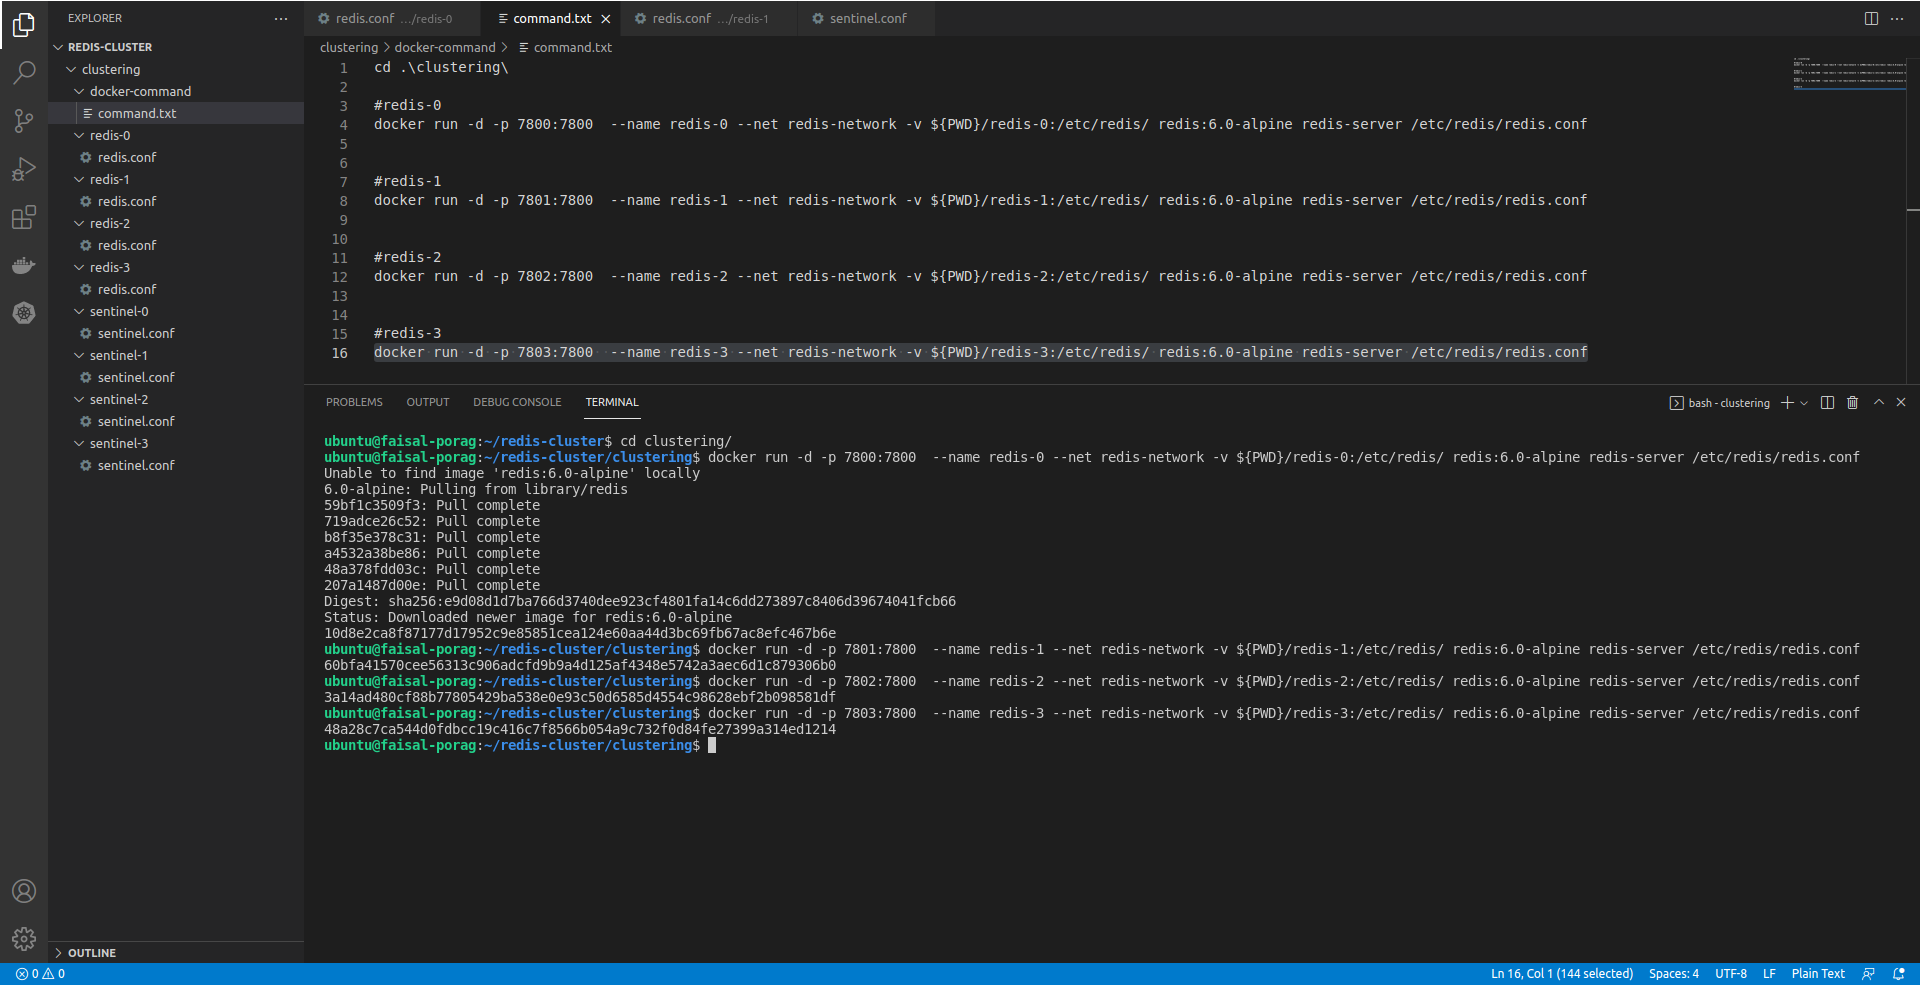 EXPLORER
REDIS-CLUSTER
clustering
docker-command
command.txt
redis-0
redis.conf
redis-1
redis.conf
redis-2
redis.conf
redis-3
redis.conf
sentinel-0
sentinel.conf
sentinel-1
sentinel.conf
sentinel-2
sentinel.conf
sentinel-3
sentinel.conf
OUTLINE
redis.conf .../redis-0
command.txt
redis.conf .../redis-1
sentinel.conf
clustering > docker-command > command.txt
1 cd .\clustering\
2
3 #redis-0
4 docker run -d -p 7800:7800  --name redis-0 --net redis-network -v ${PWD}/redis-0:/etc/redis/ redis:6.0-alpine redis-server /etc/redis/redis.conf
5
6
7 #redis-1
8 docker run -d -p 7801:7800  --name redis-1 --net redis-network -v ${PWD}/redis-1:/etc/redis/ redis:6.0-alpine redis-server /etc/redis/redis.conf
9
10
11 #redis-2
12 docker run -d -p 7802:7800  --name redis-2 --net redis-network -v ${PWD}/redis-2:/etc/redis/ redis:6.0-alpine redis-server /etc/redis/redis.conf
13
14
15 #redis-3
16 docker run -d -p 7803:7800  --name redis-3 --net redis-network -v ${PWD}/redis-3:/etc/redis/ redis:6.0-alpine redis-server /etc/redis/redis.conf
PROBLEMS OUTPUT DEBUG CONSOLE TERMINAL
bash - clustering
ubuntu@faisal-porag:~/redis-cluster$ cd clustering/
ubuntu@faisal-porag:~/redis-cluster/clustering$ docker run -d -p 7800:7800  --name redis-0 --net redis-network -v ${PWD}/redis-0:/etc/redis/ redis:6.0-alpine redis-server /etc/redis/redis.conf
Unable to find image 'redis:6.0-alpine' locally
6.0-alpine: Pulling from library/redis
59bf1c3509f3: Pull complete
719adce26c52: Pull complete
b8f35e378c31: Pull complete
a4532a38be86: Pull complete
48a378fdd03c: Pull complete
207a1487d00e: Pull complete
Digest: sha256:e9d08d1d7ba766d3740dee923cf4801fa14c6dd273897c8406d39674041fcb66
Status: Downloaded newer image for redis:6.0-alpine
10d8e2ca8f87177d17952c9e85851cea124e60aa44d3bc69fb67ac8efc467b6e
ubuntu@faisal-porag:~/redis-cluster/clustering$ docker run -d -p 7801:7800  --name redis-1 --net redis-network -v ${PWD}/redis-1:/etc/redis/ redis:6.0-alpine redis-server /etc/redis/redis.conf
60bfa41570cee56313c906adcfd9b9a4d125af4348e5742a3aec6d1c879306b0
ubuntu@faisal-porag:~/redis-cluster/clustering$ docker run -d -p 7802:7800  --name redis-2 --net redis-network -v ${PWD}/redis-2:/etc/redis/ redis:6.0-alpine redis-server /etc/redis/redis.conf
3a14ad480cf88b77805429ba538e0e93c50d6585d4554c98628ebf2b098581df
ubuntu@faisal-porag:~/redis-cluster/clustering$ docker run -d -p 7803:7800  --name redis-3 --net redis-network -v ${PWD}/redis-3:/etc/redis/ redis:6.0-alpine redis-server /etc/redis/redis.conf
48a28c7ca544d0fdbcc19c416c7f8566b054a9c732f0d84fe27399a314ed1214
ubuntu@faisal-porag:~/redis-cluster/clustering$
0 0
Ln 16, Col 1 (144 selected) Spaces: 4 UTF-8 LF Plain Text